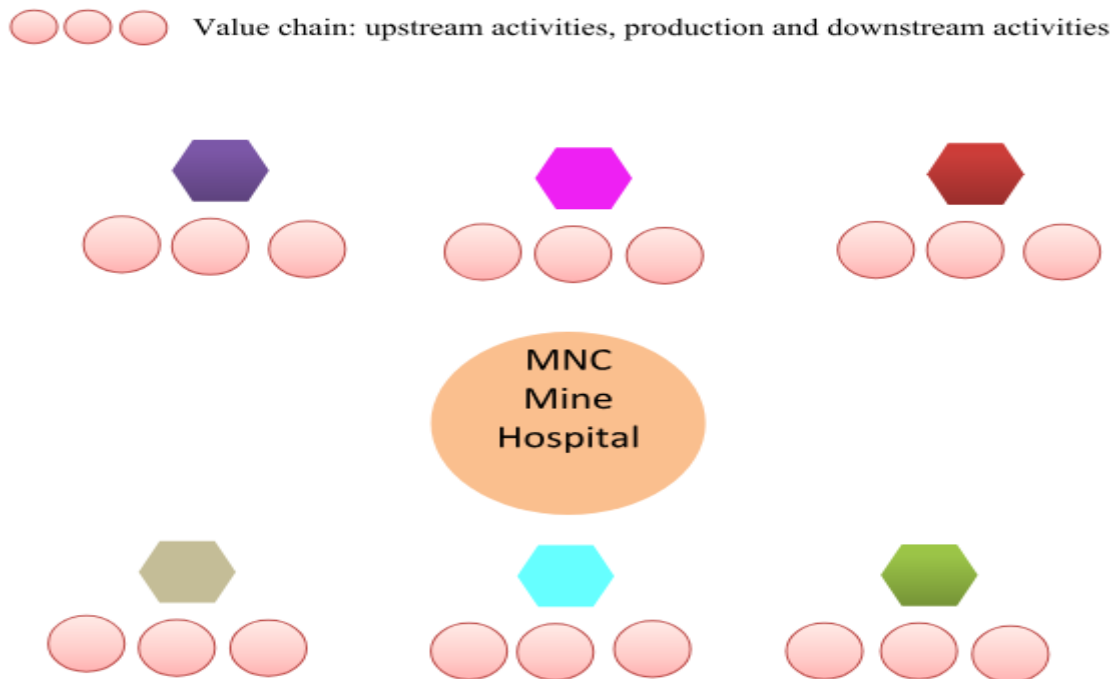 Value chain: upstream activities, production and downstream activities
MNC
Mine
Hospital